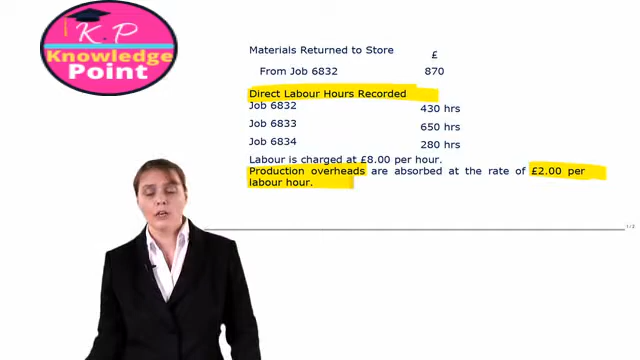 K.P
Knowledge
Point
Materials Returned to Store £
From Job 6832 870
Direct Labour Hours Recorded
Job 6832 430 hrs
Job 6833 650 hrs
Job 6834 280 hrs
Labour is charged at £8.00 per hour.
Production overheads are absorbed at the rate of £2.00 per
labour hour.
1 / 2